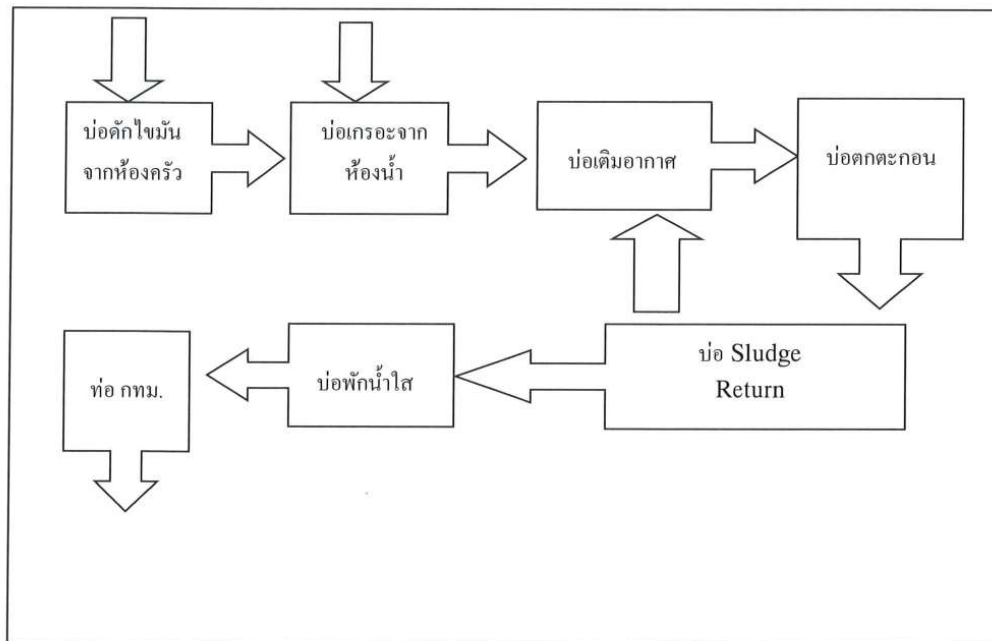 บ่อดักไขมัน
จากห้องครัว
บ่อเกรอะจาก
ห้องน้ำ
บ่อเติมอากาศ
บ่อตกตะกอน
บ่อ Sludge
Return
บ่อพักน้ำใส
ท่อ กทม.